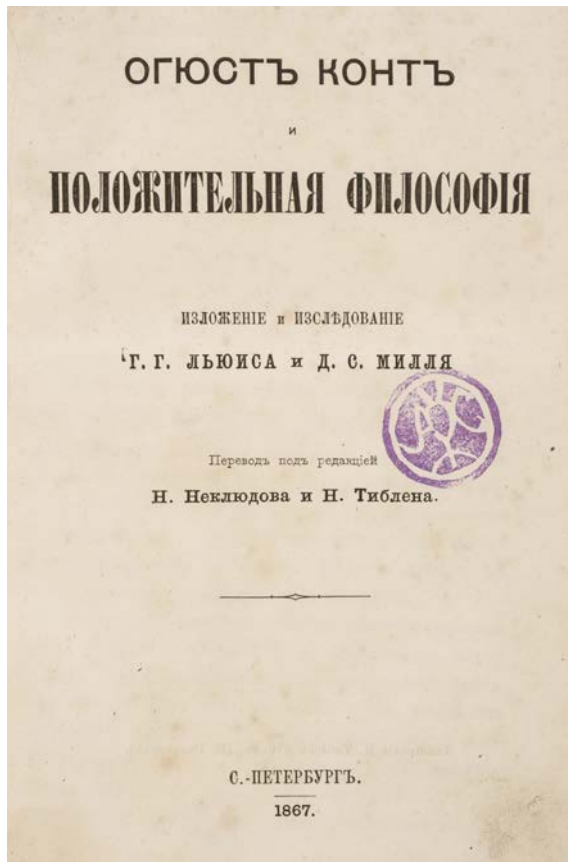 ОГЮСТЪ КОНТЪ
и
ПОЛОЖИТЕЛЬНАЯ ФИЛОСОФІЯ
ИЗЛОЖЕНІЕ и ИЗСЛѢДОВАНІЕ
Г. Г. ЛЬЮИСА и Д. С. МИЛЛЯ
Переводъ подъ редакціей
Н. Неклюдова и Н. Тиблена.
С.-ПЕТЕРБУРГЪ.
1867.